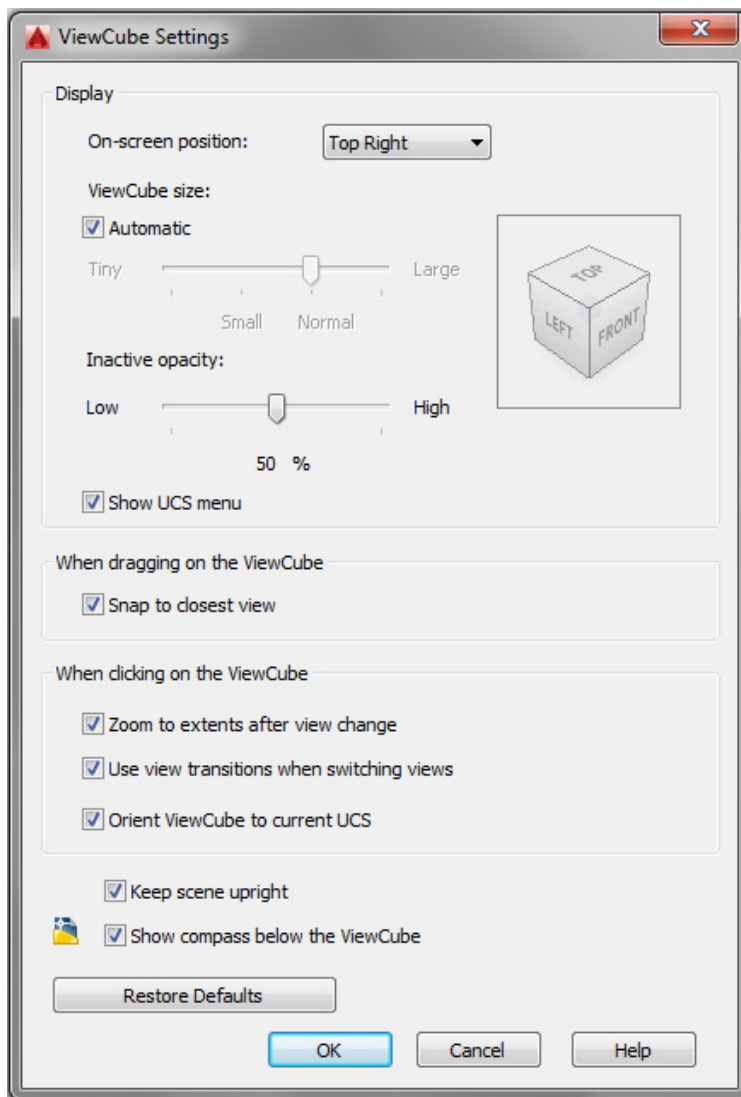 ViewCube Settings
Display
On-screen position:
Top Right
ViewCube size:
Automatic
Tiny
Large
Small
Normal
TOP
LEFT
FRONT
Inactive opacity:
Low
High
50 %
Show UCS menu
When dragging on the ViewCube
Snap to closest view
When clicking on the ViewCube
Zoom to extents after view change
Use view transitions when switching views
Orient ViewCube to current UCS
Keep scene upright
Show compass below the ViewCube
Restore Defaults
OK
Cancel
Help